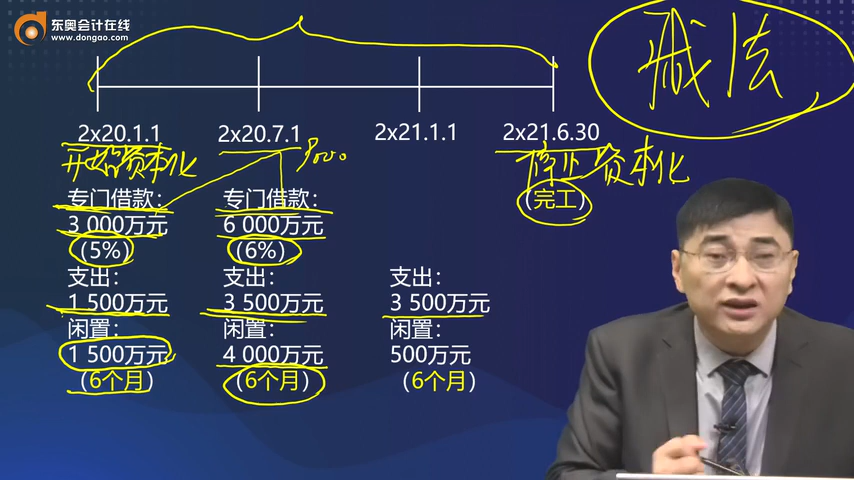 东奥会计在线
www.dongao.com
减法
2x20.1.1
2x20.7.1
2x21.1.1
2x21.6.30
开始资本化
9000
停止资本化
专门借款：
专门借款：
（完工）
3 000万元
6 000万元
（5%）
（6%）
支出：
支出：
支出：
1 500万元
3 500万元
3 500万元
闲置：
闲置：
闲置：
1 500万元
4 000万元
500万元
（6个月）
（6个月）
（6个月）